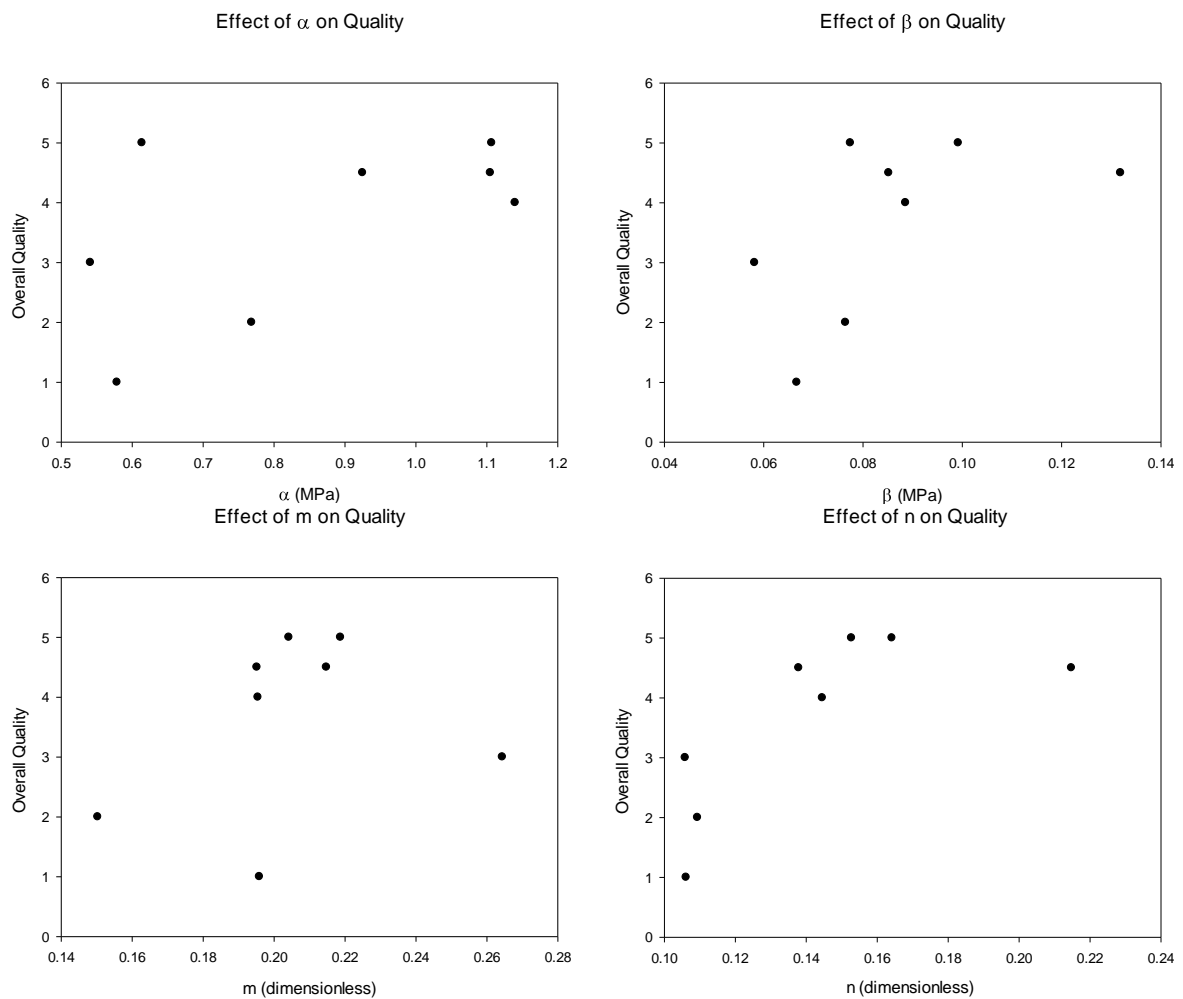 Effect of α on Quality
Overall Quality
6
5
4
3
2
1
0
0.5 0.6 0.7 0.8 0.9 1.0 1.1 1.2
α (MPa)
Effect of β on Quality
Overall Quality
6
5
4
3
2
1
0
0.04 0.06 0.08 0.10 0.12 0.14
β (MPa)
Effect of m on Quality
Overall Quality
6
5
4
3
2
1
0
0.14 0.16 0.18 0.20 0.22 0.24 0.26 0.28
m (dimensionless)
Effect of n on Quality
Overall Quality
6
5
4
3
2
1
0
0.10 0.12 0.14 0.16 0.18 0.20 0.22 0.24
n (dimensionless)